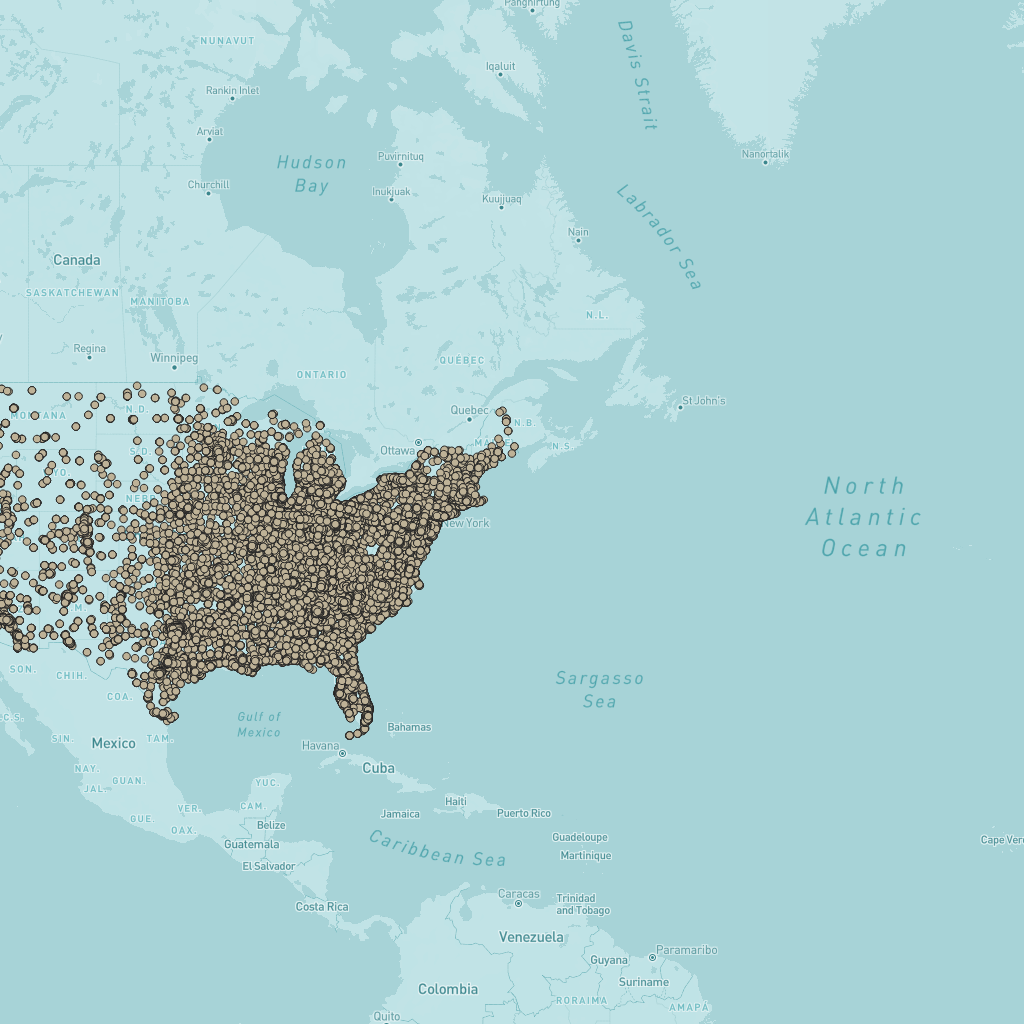 Panghirtung
Davis Strait
NUNAVUT
Iqaluit
Rankin Inlet
Arviat
Hudson
Bay
Puvirnituq
Nanortalik
Churchill
Inukjuak
Kuujjuaq
Labrador Sea
Nain
Canada
SASKATCHEWAN
MANITOBA
N.L.
Regina
Winnipeg
QUÉBEC
ONTARIO
St John's
MONTANA
N.D.
Quebec
N.B.
Ottawa
N.S.
S.D.
North
Atlantic
Ocean
New York
SON.
CHIH.
COA.
Sargasso
Sea
Gulf of
Mexico
Bahamas
SIN.
Mexico
TAM.
Havana
Cuba
NAY.
JAL.
GUAN.
YUC.
Haiti
CAM.
VER.
Jamaica
Puerto Rico
GUE.
OAX.
Belize
Guatemala
Caribbean Sea
Guadeloupe
Martinique
Cape Ver
El Salvador
Caracas
Trinidad
and Tobago
Costa Rica
Venezuela
Paramaribo
Guyana
Suriname
Colombia
RORAIMA
AMAPÁ
Quito